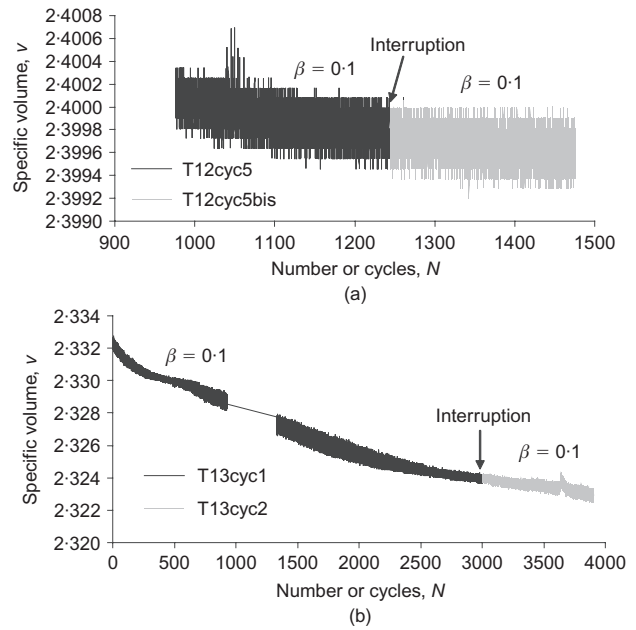 (a)
2·4008
2·4006
2·4004
2·4002
2·4000
2·3998
2·3996
2·3994
2·3992
2·3990
Specific volume, v
Interruption
β = 0·1
β = 0·1
T12cyc5
T12cyc5bis
900 1000 1100 1200 1300 1400 1500
Number or cycles, N
(a)
2·334
2·332
2·330
2·328
2·326
2·324
2·322
2·320
Specific volume, v
β = 0·1
Interruption
β = 0·1
T13cyc1
T13cyc2
0 500 1000 1500 2000 2500 3000 3500 4000
Number or cycles, N
(b)